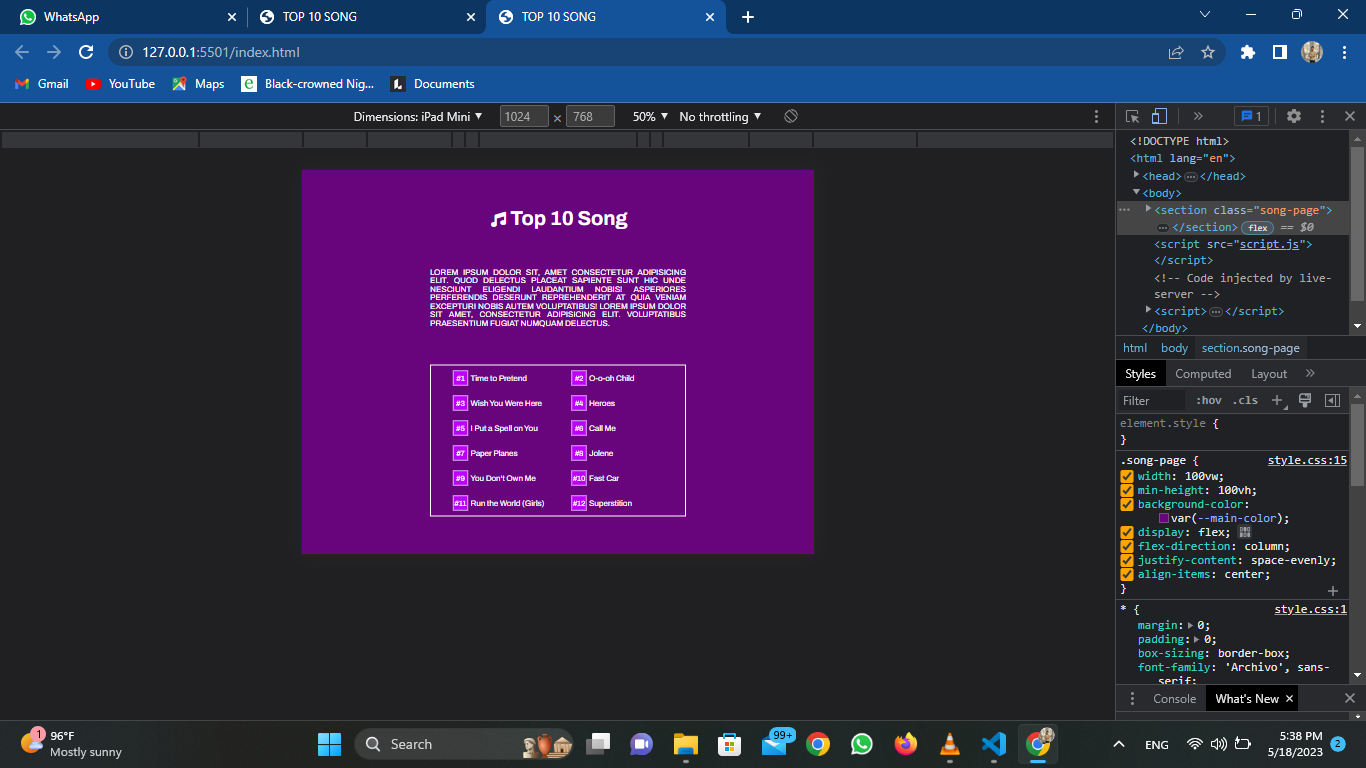 WhatsApp
TOP 10 SONG
TOP 10 SONG
127.0.0.1:5501/index.html
Gmail
YouTube
Maps
Black-crowned Nig...
Documents
Dimensions: iPad Mini
1024 × 768
50%
No throttling
1
Top 10 Song
LOREM IPSUM DOLOR SIT, AMET CONSECTETUR ADIPISICING
ELIT. QUOD DELECTUS PLACEAT SAPIENTE SUNT HIC UNDE
NESCIUNT ELIGENDI LAUDANTIUM NOBIS! ASPERIORES
PERFERENDIS DESERUNT REPREHENDERIT AT QUIA VENIAM
EXCEPTURI NOBIS AUTEM VOLUPTATIBUS! LOREM IPSUM DOLOR
SIT AMET, CONSECTETUR ADIPISICING ELIT. VOLUPTATIBUS
PRAESENTIUM FUGIAT NUMQUAM DELECTUS.
#1 Time to Pretend
#2 O-o-oh Child
#3 Wish You Were Here
#4 Heroes
#5 I Put a Spell on You
#6 Call Me
#7 Paper Planes
#8 Jolene
#9 You Don't Own Me
#10 Fast Car
#11 Run the World (Girls)
#12 Superstition
<!DOCTYPE html>
<html lang="en">
<head>…</head>
<body>
<section class="song-page">
…</section> flex == $0
<script src="script.js">
</script>
<!-- Code injected by live-
server -->
<script>…</script>
</body>
html body section.song-page
Styles Computed Layout
Filter :hov .cls
element.style {
}
.song-page { style.css:15
width: 100vw;
min-height: 100vh;
background-color:
var(--main-color);
display: flex;
flex-direction: column;
justify-content: space-evenly;
align-items: center;
}
* { style.css:1
margin: 0;
padding: 0;
box-sizing: border-box;
font-family: 'Archivo', sans-
serif;
Console What's New
1
96°F
Mostly sunny
Search
99+
ENG
5:38 PM
5/18/2023
2